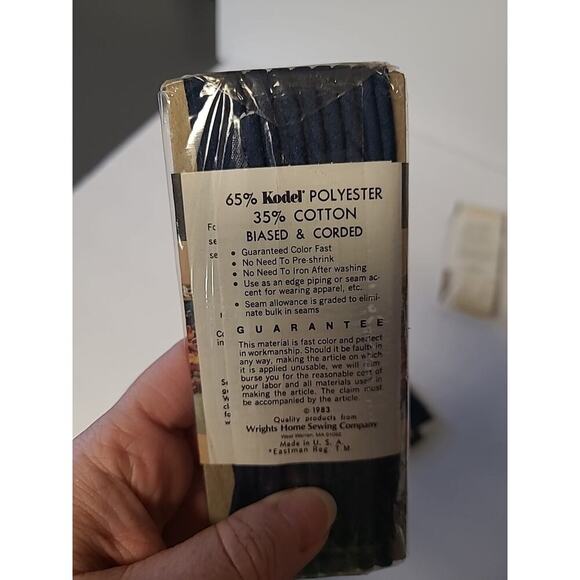 65% Kodel* POLYESTER
35% COTTON
BIASED & CORDED
• Guaranteed Color Fast
• No Need To Pre-shrink
• No Need To Iron After washing
• Use as an edge piping or seam ac-
cent for wearing apparel, etc.
• Seam allowance is graded to elimi-
nate bulk in seams
GUARANTEE
This material is fast color and perfect
in workmanship. Should it be faulty in
any way, making the article on which
it is applied unusable, we will reim-
burse you for the reasonable cost of
your labor and all materials used in
making the article. The claim must
be accompanied by the article.
© 1983
Quality products from
Wrights Home Sewing Company
West Warren, MA 01092
Made in U.S.A.
*Eastman Reg. T.M.